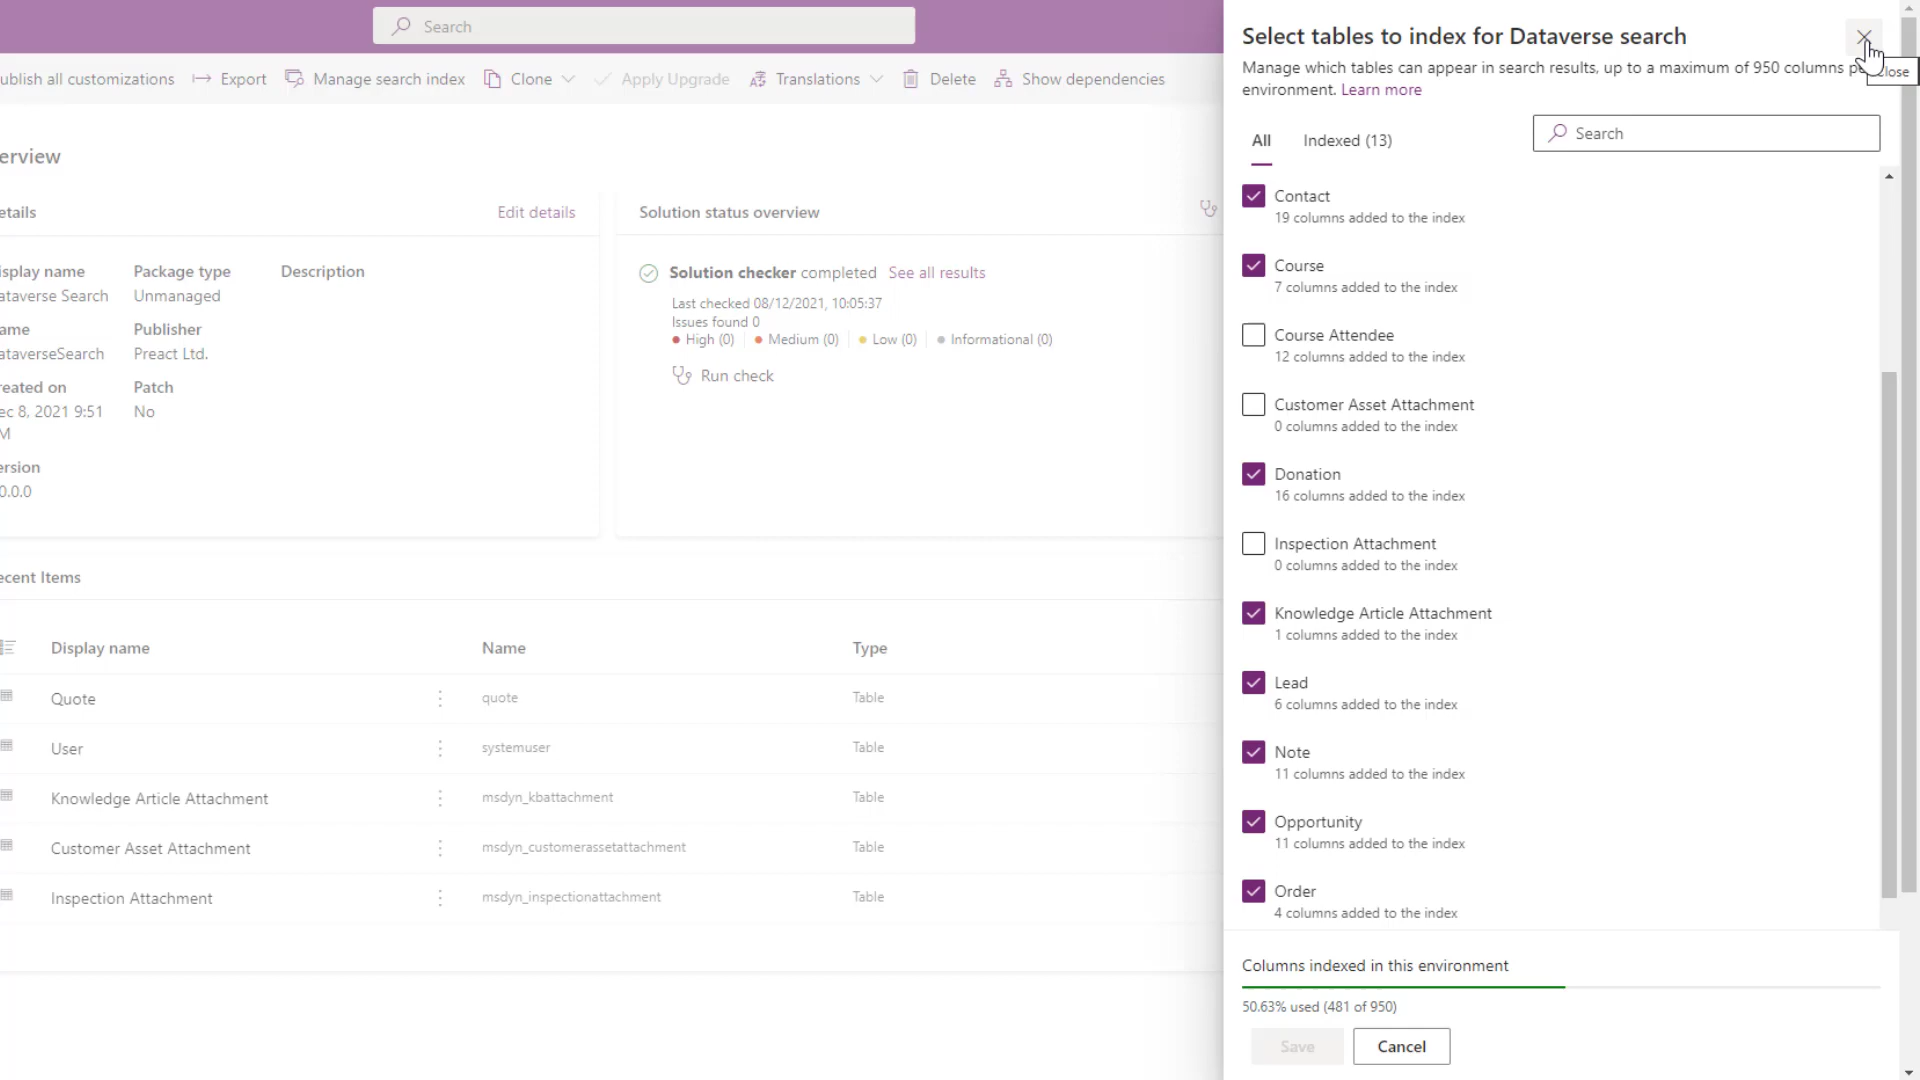 Search
ublish all customizations Export Manage search index Clone Apply Upgrade Translations Delete Show dependencies
erview
etails Edit details
isplay name Package type Description
ataverse Search Unmanaged
ame Publisher
ataverseSearch Preact Ltd.
reated on Patch
ec 8, 2021 9:51 No
M
ersion
0.0.0
Solution status overview
Solution checker completed See all results
Last checked 08/12/2021, 10:05:37
Issues found 0
High (0) Medium (0) Low (0) Informational (0)
Run check
ecent Items
Display name Name Type
Quote quote Table
User systemuser Table
Knowledge Article Attachment msdyn_kbattachment Table
Customer Asset Attachment msdyn_customerassetattachment Table
Inspection Attachment msdyn_inspectionattachment Table
Select tables to index for Dataverse search
Manage which tables can appear in search results, up to a maximum of 950 columns
environment. Learn more
lose
All Indexed (13) Search
Contact
19 columns added to the index
Course
7 columns added to the index
Course Attendee
12 columns added to the index
Customer Asset Attachment
0 columns added to the index
Donation
16 columns added to the index
Inspection Attachment
0 columns added to the index
Knowledge Article Attachment
1 columns added to the index
Lead
6 columns added to the index
Note
11 columns added to the index
Opportunity
11 columns added to the index
Order
4 columns added to the index
Columns indexed in this environment
50.63% used (481 of 950)
Save Cancel